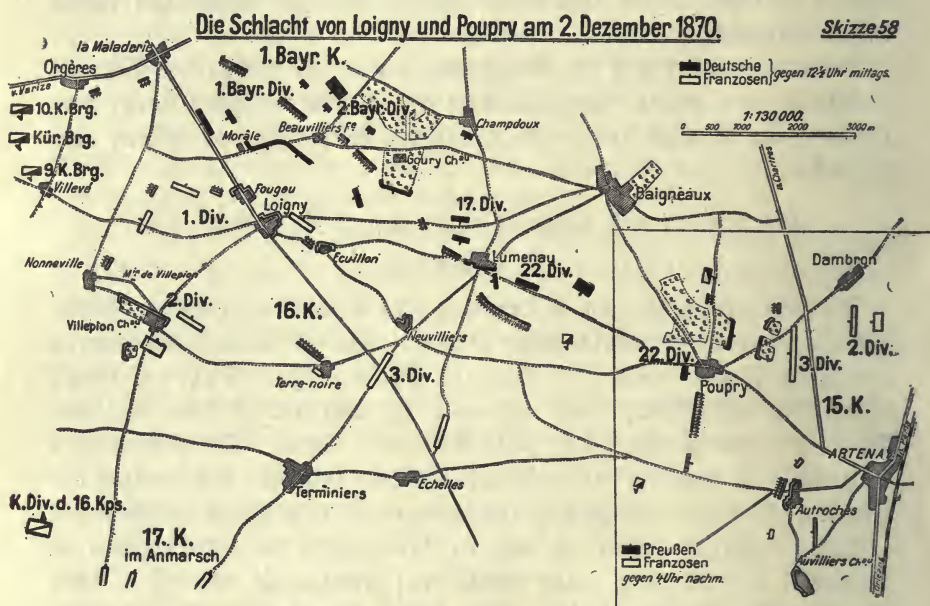 Die Schlacht von Loigny und Poupry am 2. Dezember 1870.
Skizze 58
la Maladerie
Orgères
v. Varize
1. Bayr. K.
1. Bayr. Div.
2. Bayr. Div.
Deutsche
Franzosen
gegen 12½ Uhr mittags.
1:130 000.
0 500 1000 2000 3000 m
10. K. Brg.
Kür. Brg.
9. K. Brg.
Villevé
Morâle
Beauvilliers Fe
Champdoux
Goury Chau
Fougeu
Loigny
1. Div.
17. Div.
Baigneaux
Ecuillon
Lumenau
22. Div.
Dambron
Nonneville
Min de Villepion
2. Div.
Villepion Chau
16. K.
Neuvilliers
Terre-noire
3. Div.
22. Div.
Poupry
3. Div.
2. Div.
15. K.
ARTENAY
Terminiers
Echelles
Autroches
Auvilliers Chau
K. Div. d. 16. Kps.
17. K.
im Anmarsch
Preußen
Franzosen
gegen 4 Uhr nachm.